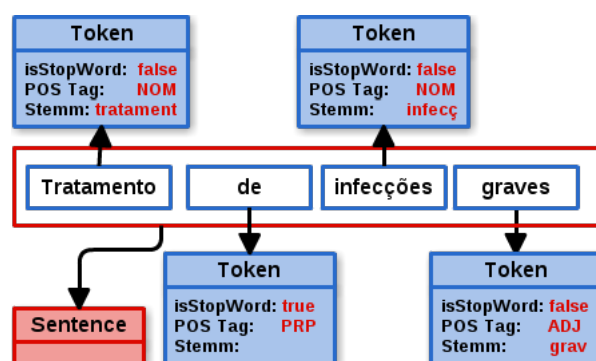 Token
isStopWord: false
POS Tag: NOM
Stemm: tratament
Token
isStopWord: false
POS Tag: NOM
Stemm: infecç
Tratamento
de
infecções
graves
Token
isStopWord: true
POS Tag: PRP
Stemm:
Token
isStopWord: false
POS Tag: ADJ
Stemm: grav
Sentence